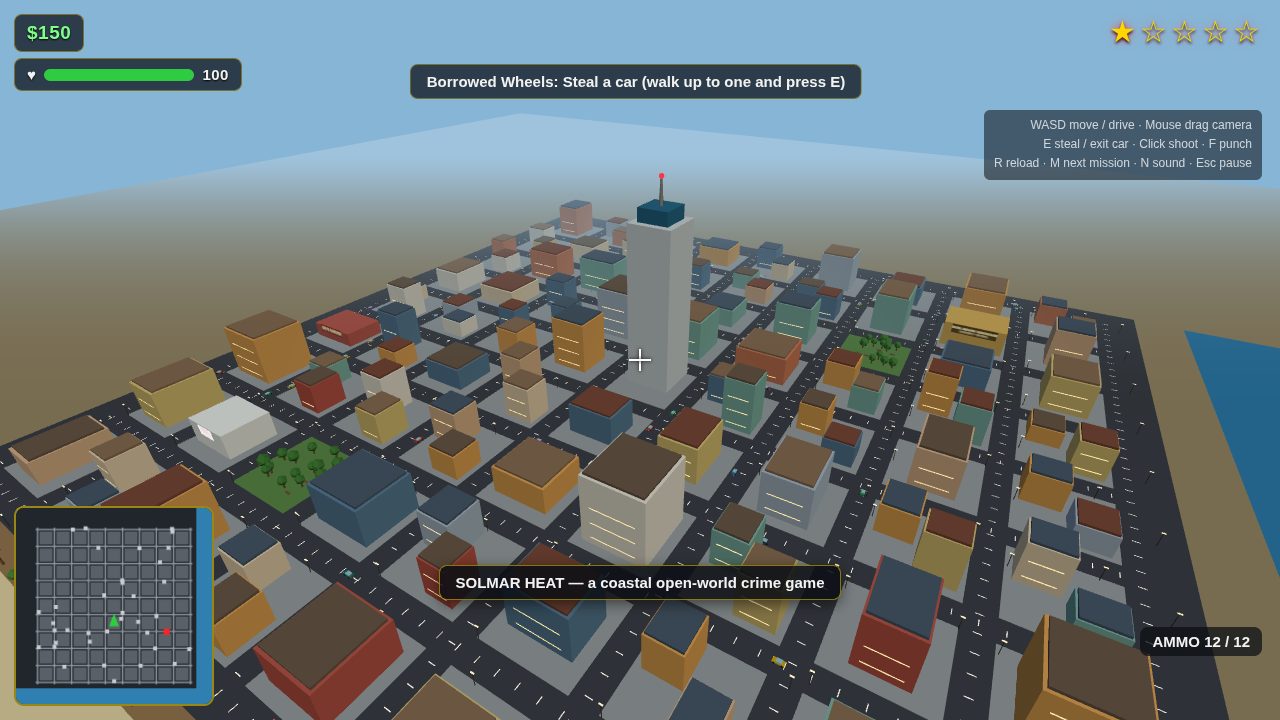 $150
♥ 100
Borrowed Wheels: Steal a car (walk up to one and press E)
WASD move / drive · Mouse drag camera
E steal / exit car · Click shoot · F punch
R reload · M next mission · N sound · Esc pause
SOLMAR HEAT — a coastal open-world crime game
AMMO 12 / 12